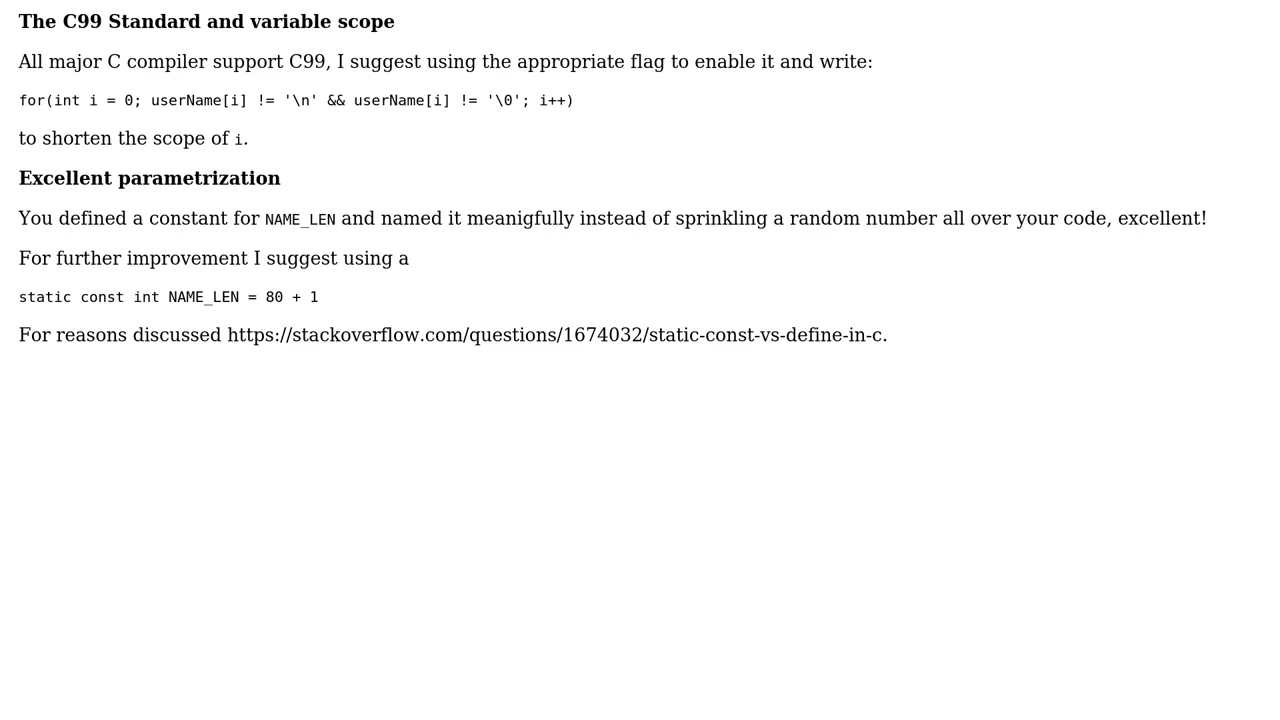 The C99 Standard and variable scope
All major C compiler support C99, I suggest using the appropriate flag to enable it and write:
for(int i = 0; userName[i] != '\n' && userName[i] != '\0'; i++)
to shorten the scope of i.
Excellent parametrization
You defined a constant for NAME_LEN and named it meanigfully instead of sprinkling a random number all over your code, excellent!
For further improvement I suggest using a
static const int NAME_LEN = 80 + 1
For reasons discussed https://stackoverflow.com/questions/1674032/static-const-vs-define-in-c.